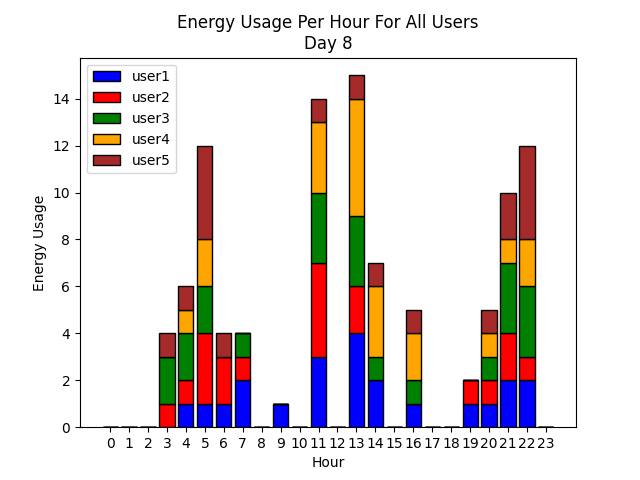 Energy Usage Per Hour For All Users
Day 8
user1
user2
user3
user4
user5
Energy Usage
14
12
10
8
6
4
2
0
0 1 2 3 4 5 6 7 8 9 10 11 12 13 14 15 16 17 18 19 20 21 22 23
Hour